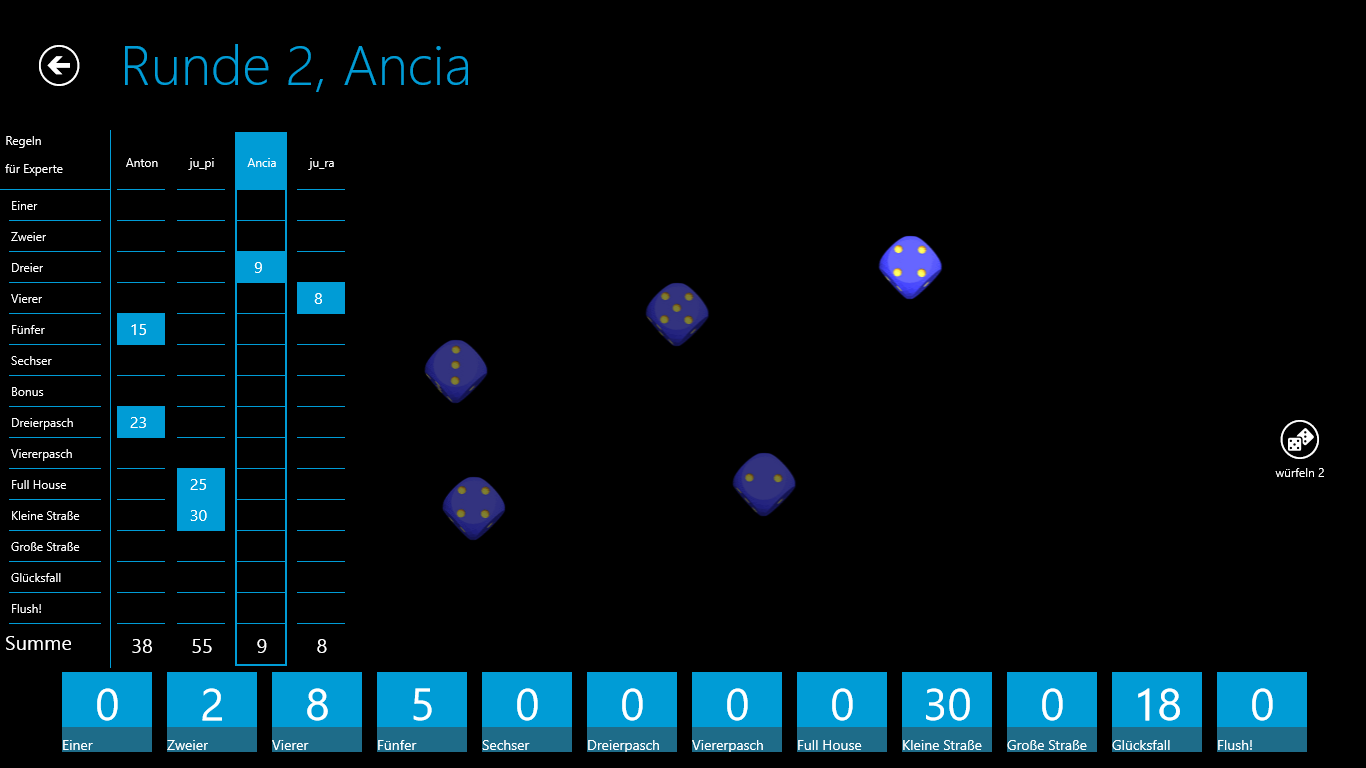 Runde 2, Ancia
Regeln
für Experte
Anton ju_pi Ancia ju_ra
Einer
Zweier
Dreier 9
Vierer 8
Fünfer 15
Sechser
Bonus
Dreierpasch 23
Viererpasch
Full House 25
Kleine Straße 30
Große Straße
Glücksfall
Flush!
Summe 38 55 9 8
würfeln 2
0 2 8 5 0 0 0 0 30 0 18 0
Einer Zweier Vierer Fünfer Sechser Dreierpasch Viererpasch Full House Kleine Straße Große Straße Glücksfall Flush!